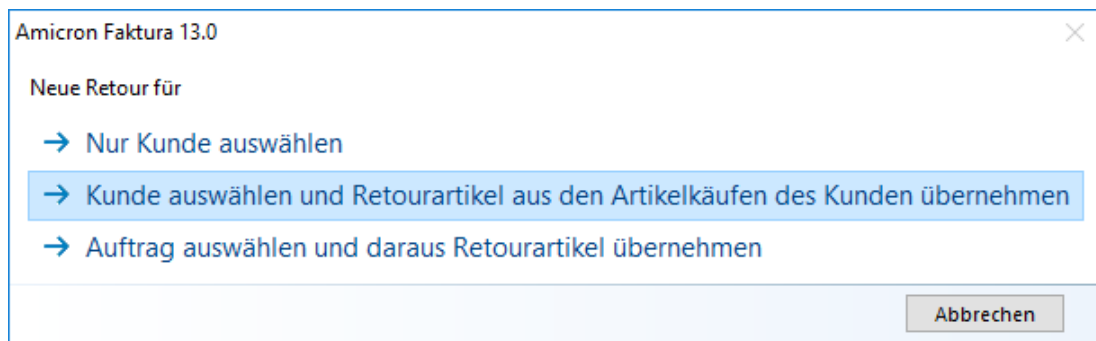 Amicron Faktura 13.0
Neue Retour für
Nur Kunde auswählen
Kunde auswählen und Retourartikel aus den Artikelkäufen des Kunden übernehmen
Auftrag auswählen und daraus Retourartikel übernehmen
Abbrechen